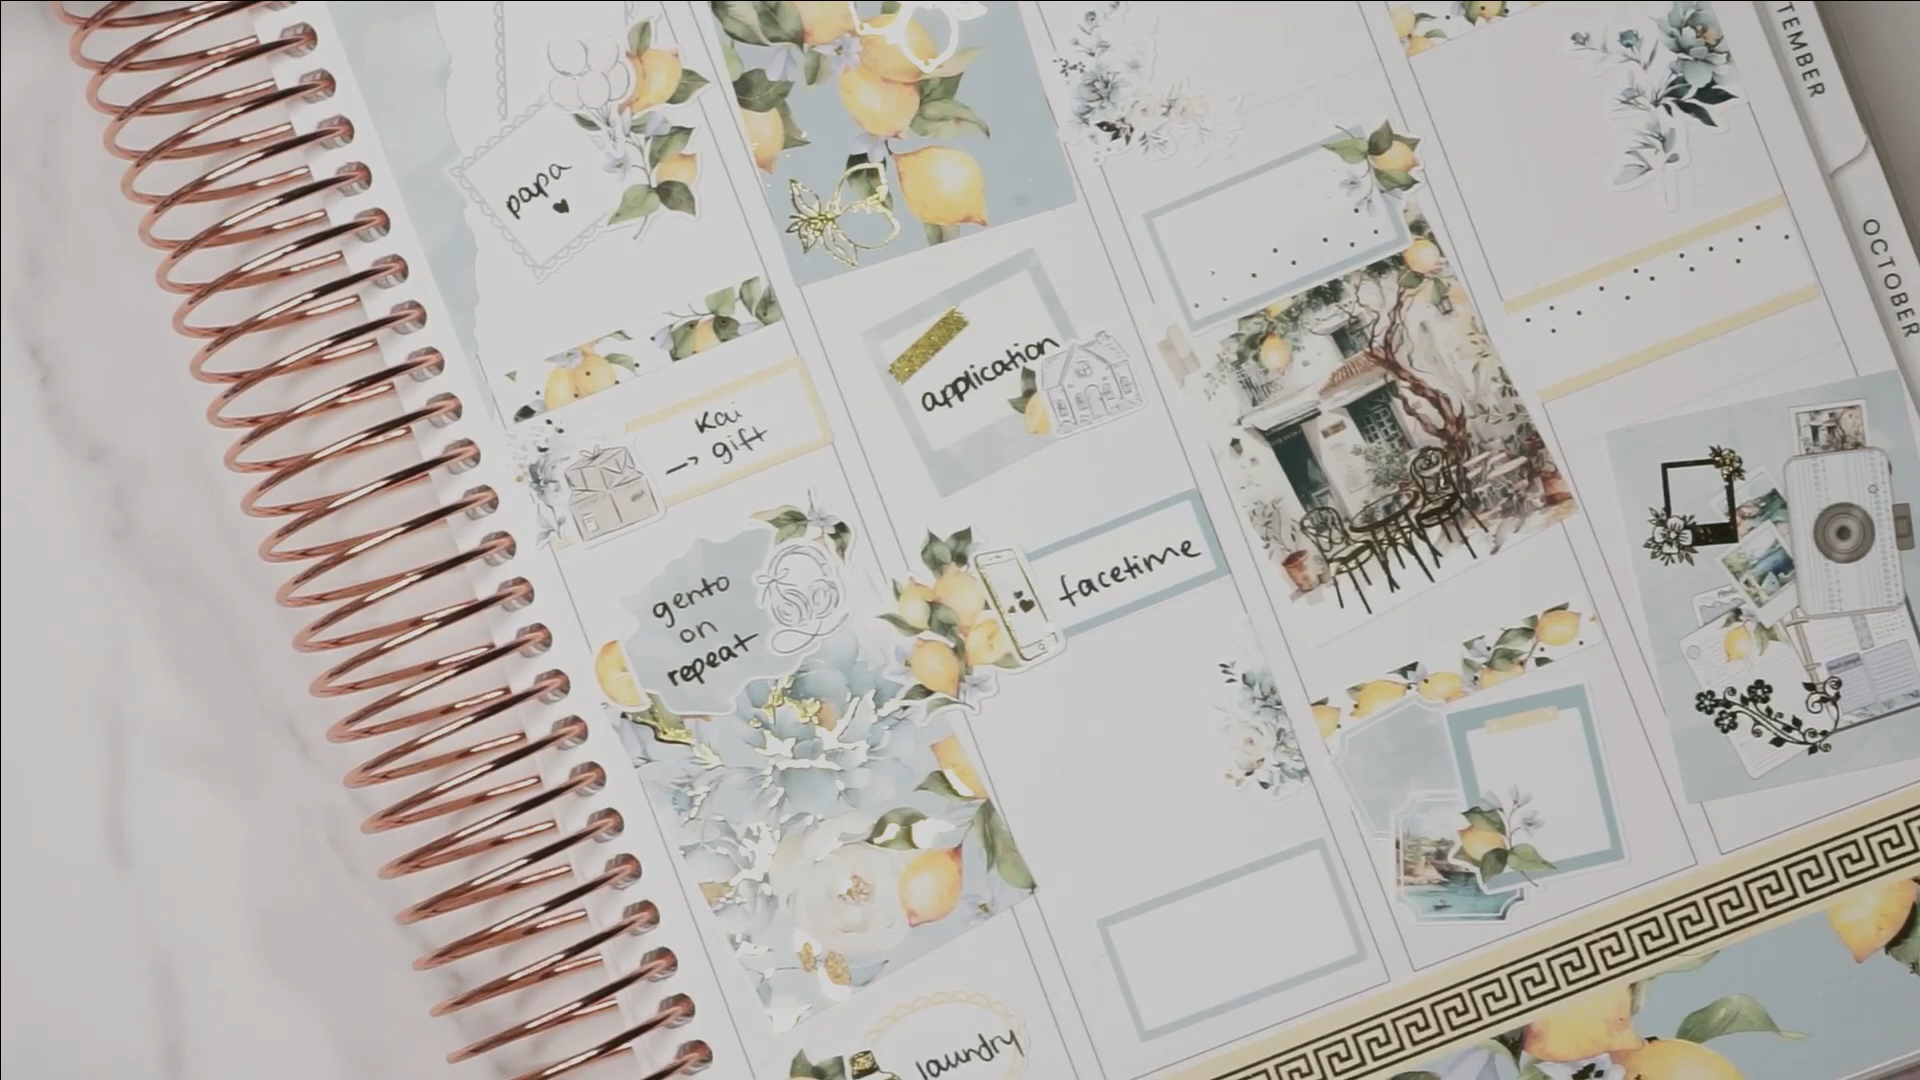 papa
Kai
→ gift
gento
on
repeat
laundry
application
facetime
TEMBER
OCTOBER